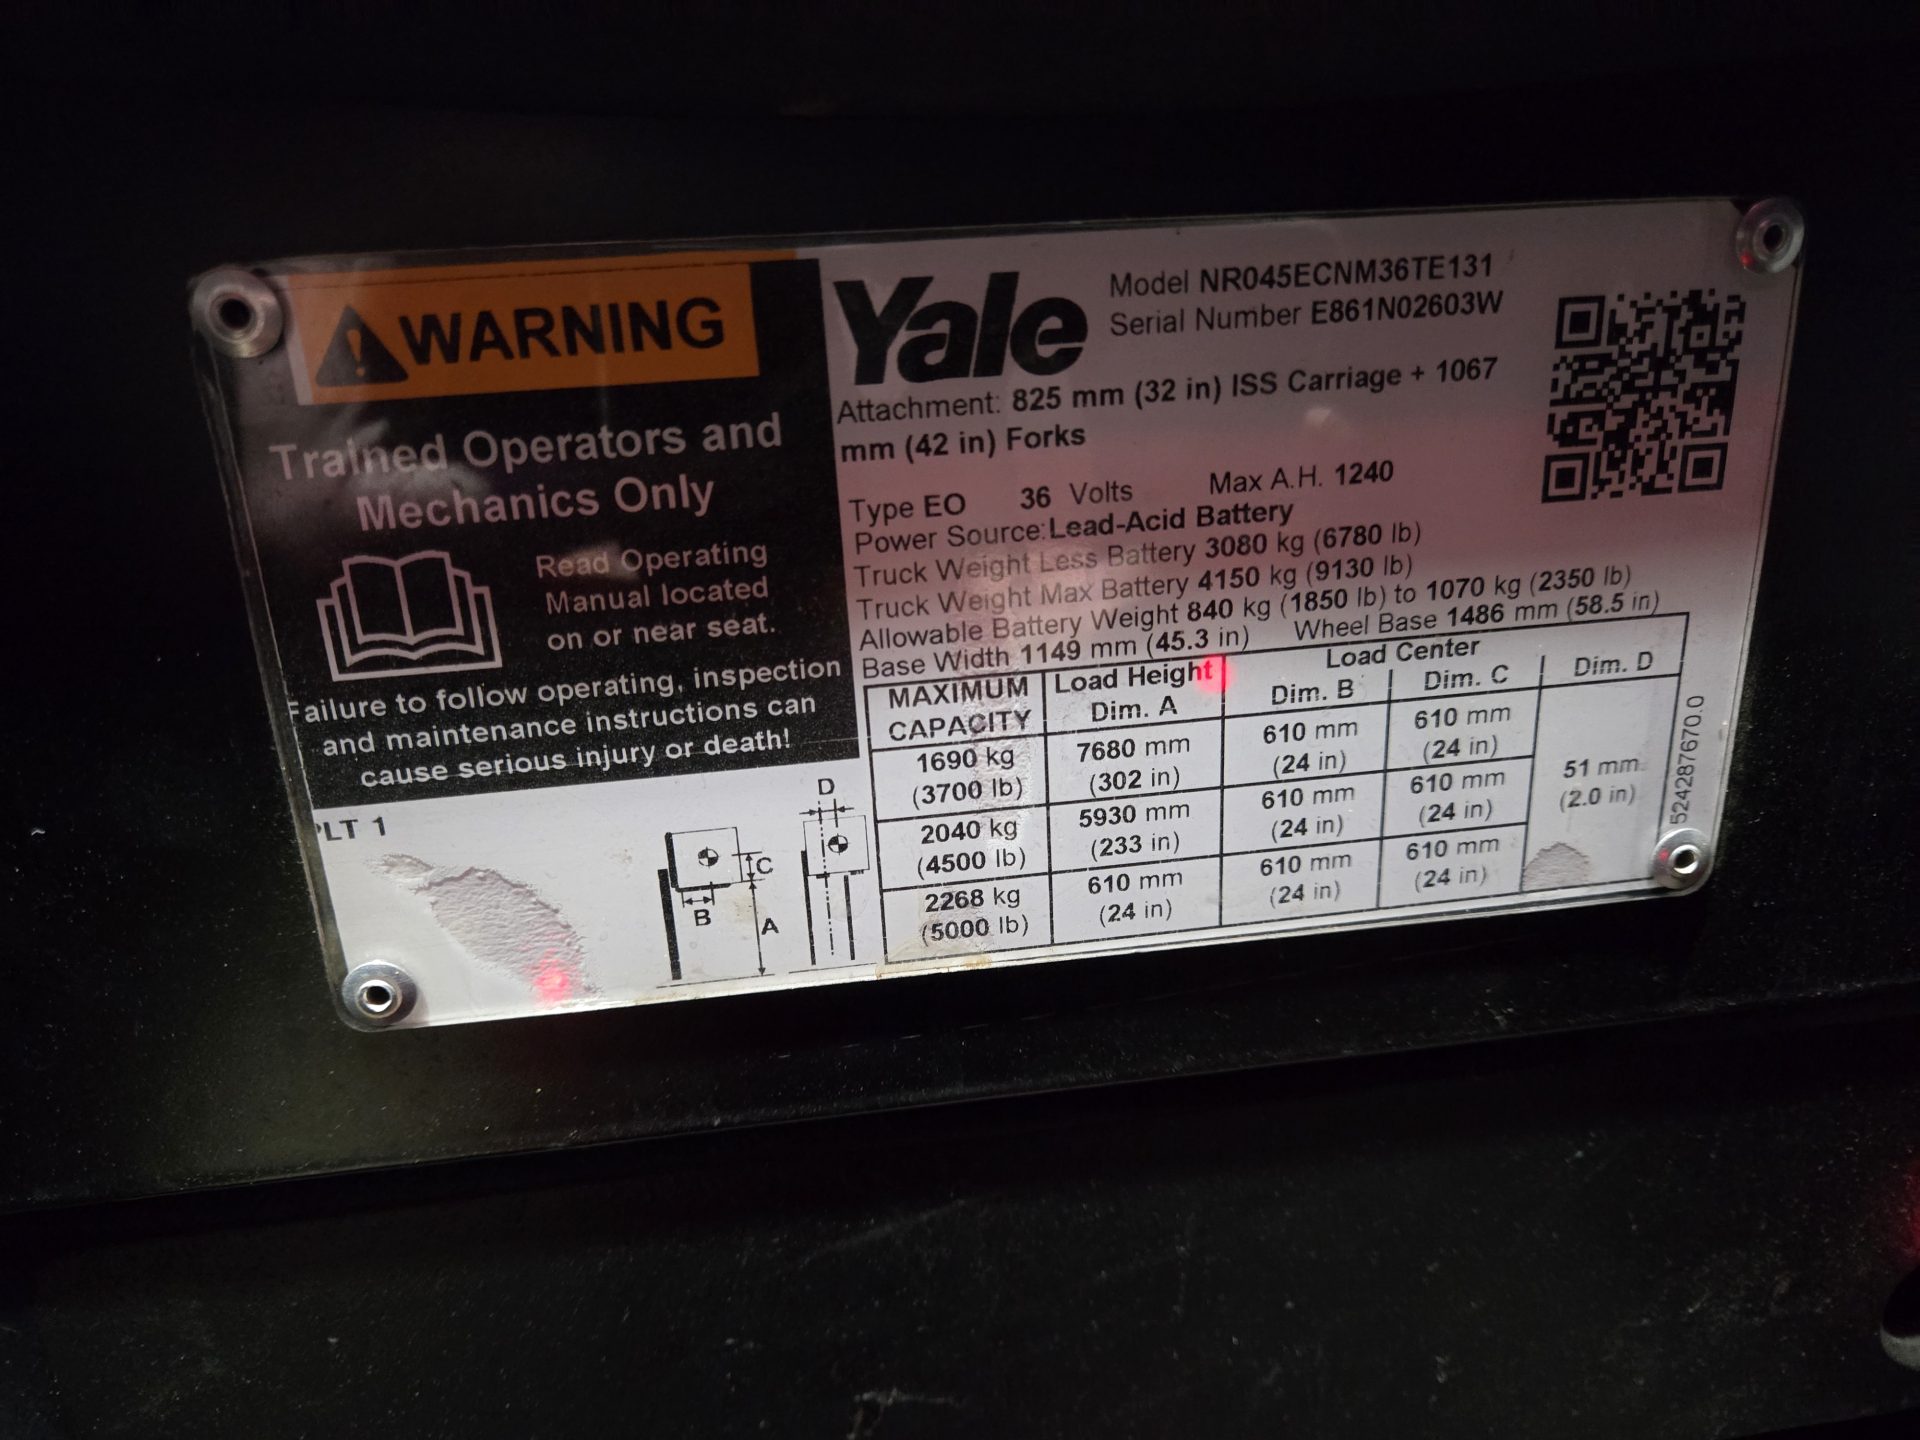 WARNING
Trained Operators and
Mechanics Only
Read Operating
Manual located
on or near seat.
Failure to follow operating, inspection
and maintenance instructions can
cause serious injury or death!
PLT 1
D
C
B
A
Yale
Model NR045ECNM36TE131
Serial Number E861N02603W
Attachment: 825 mm (32 in) ISS Carriage + 1067
mm (42 in) Forks
Type EO 36 Volts Max A.H. 1240
Power Source:Lead-Acid Battery
Truck Weight Less Battery 3080 kg (6780 lb)
Truck Weight Max Battery 4150 kg (9130 lb)
Allowable Battery Weight 840 kg (1850 lb) to 1070 kg (2350 lb)
Base Width 1149 mm (45.3 in) Wheel Base 1486 mm (58.5 in)
MAXIMUM CAPACITY Load Height Dim. A Load Center Dim. B Dim. C Dim. D
1690 kg 7680 mm 610 mm 610 mm
(3700 lb) (302 in) (24 in) (24 in)
2040 kg 5930 mm 610 mm 610 mm 51 mm
(4500 lb) (233 in) (24 in) (24 in) (2.0 in)
2268 kg 610 mm 610 mm 610 mm
(5000 lb) (24 in) (24 in) (24 in)
524287670.0